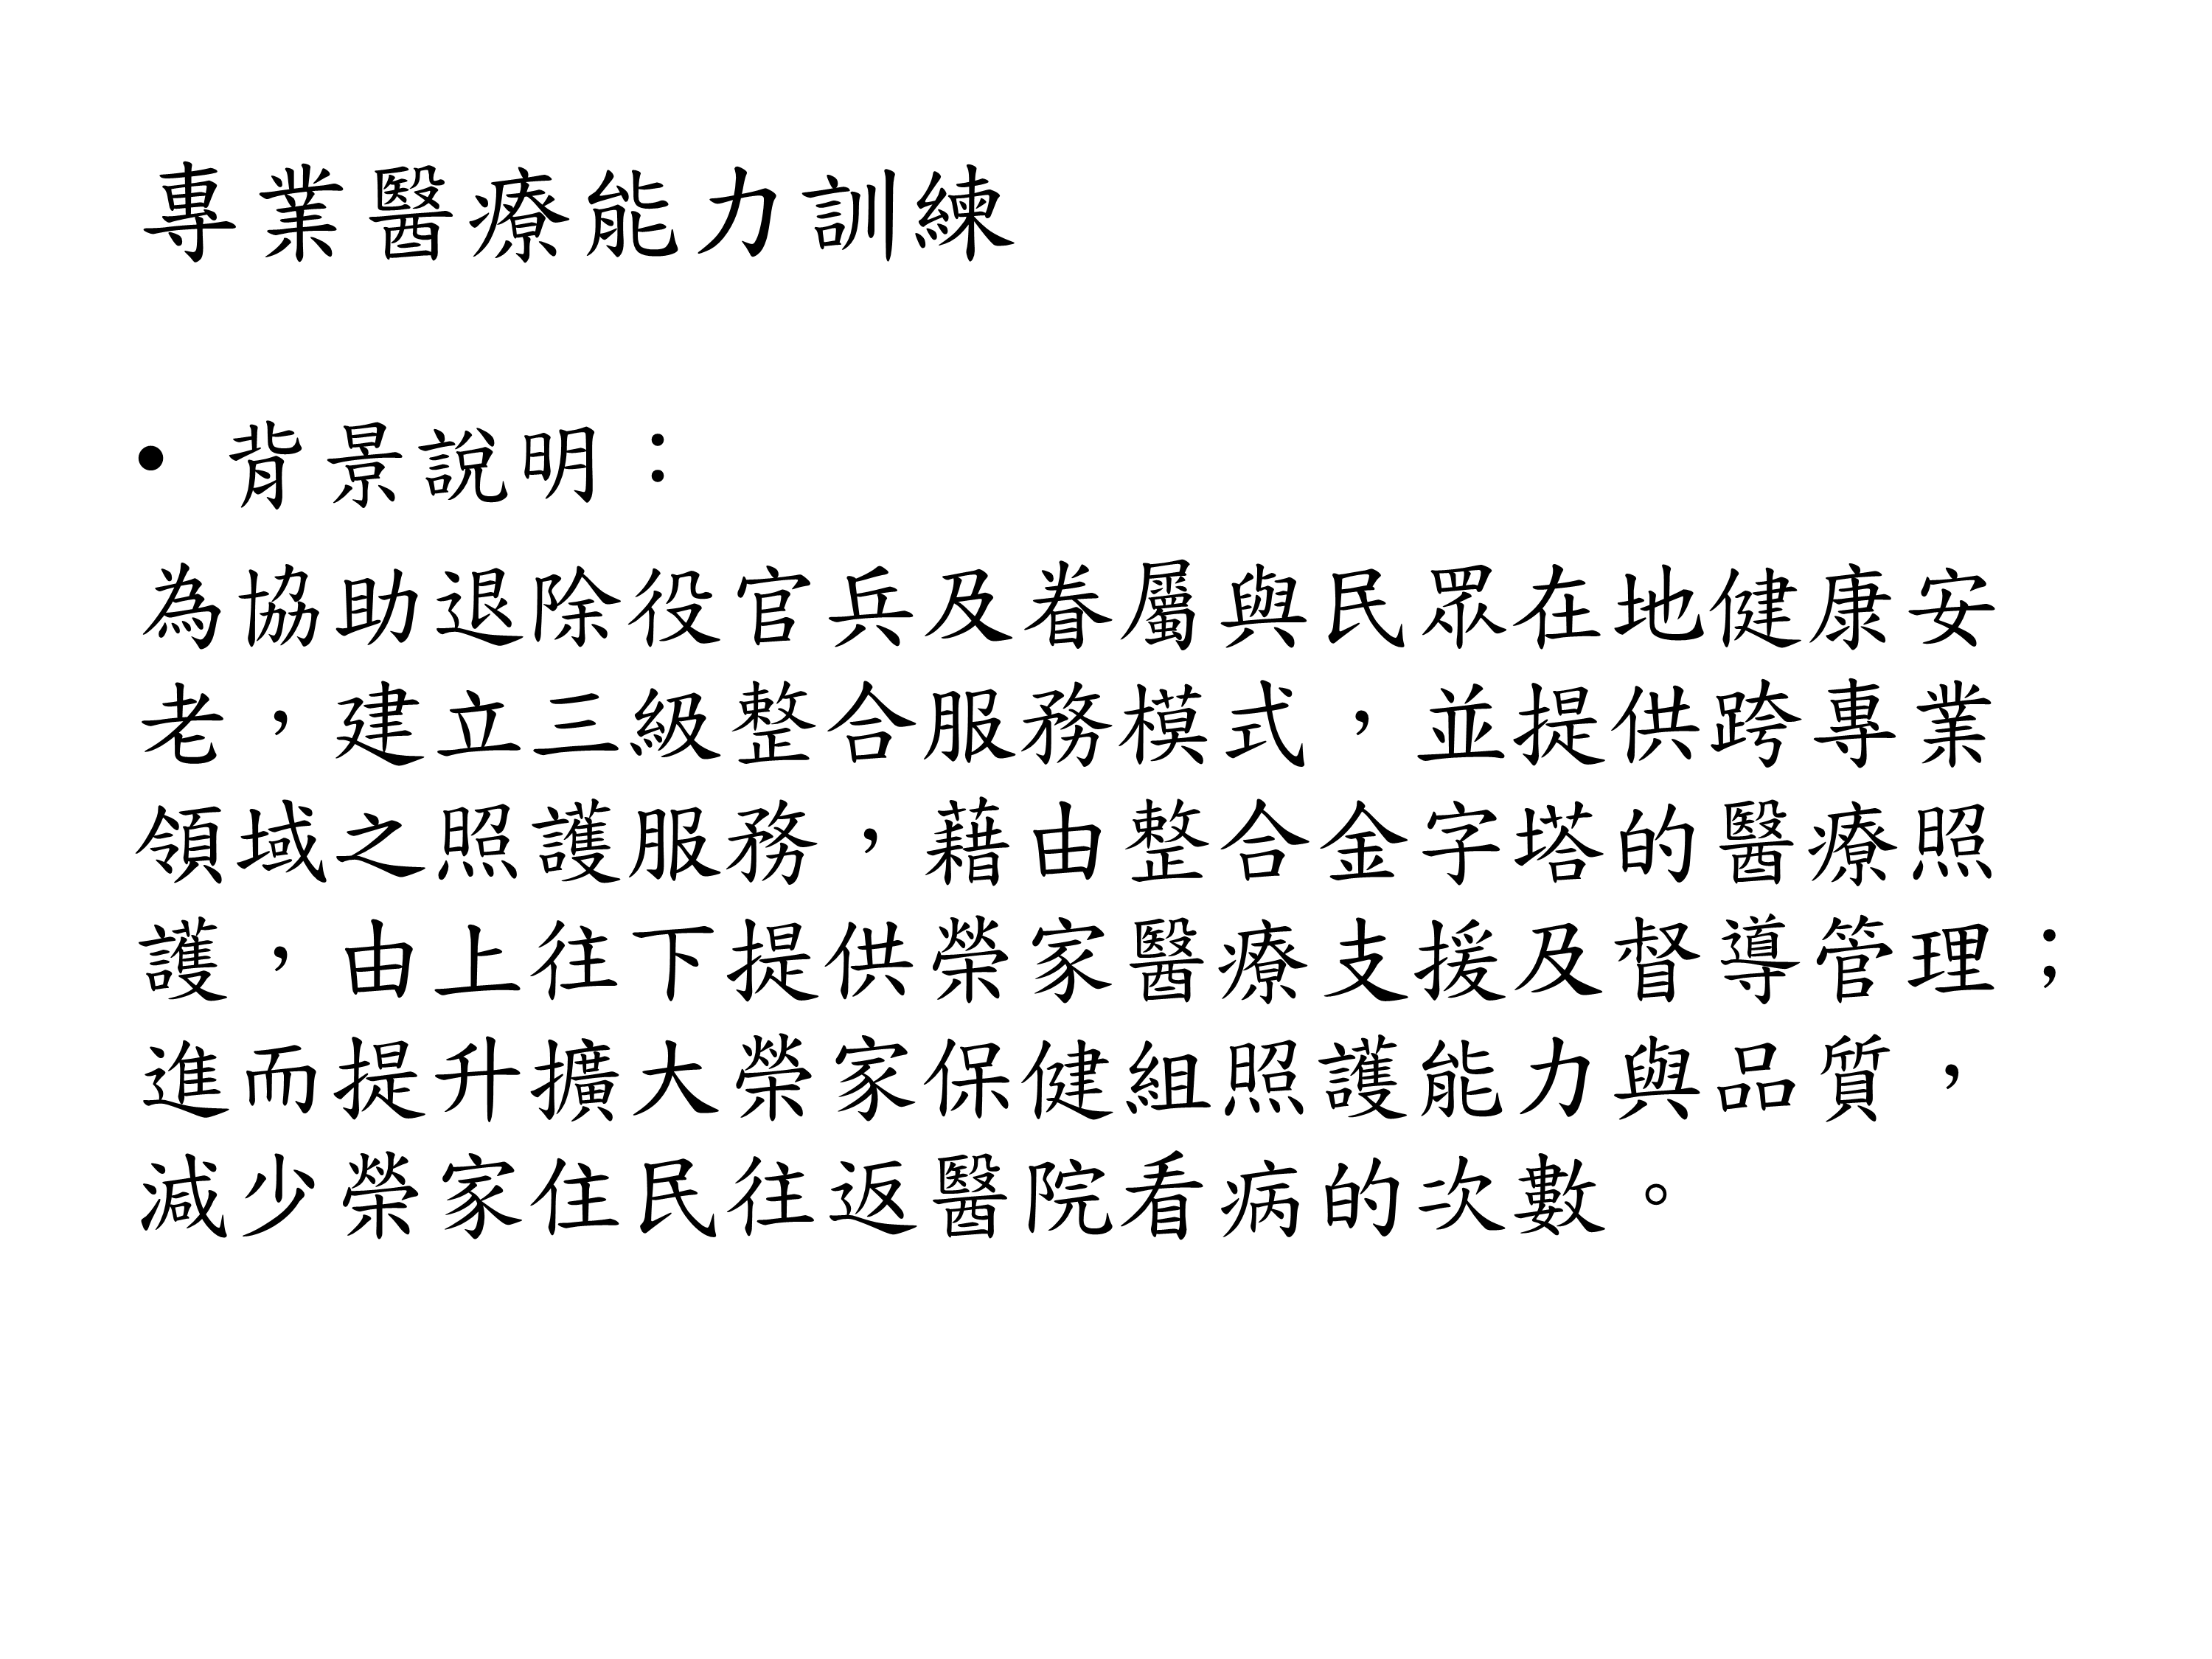 專業醫療能力訓練
• 背景說明：
為協助退除役官兵及眷屬與民眾在地健康安
老，建立三級整合服務模式，並提供跨專業
領域之照護服務，藉由整合金字塔的醫療照
護，由上往下提供榮家醫療支援及督導管理；
進而提升擴大榮家保健組照護能力與品質，
減少榮家住民往返醫院看病的次數。